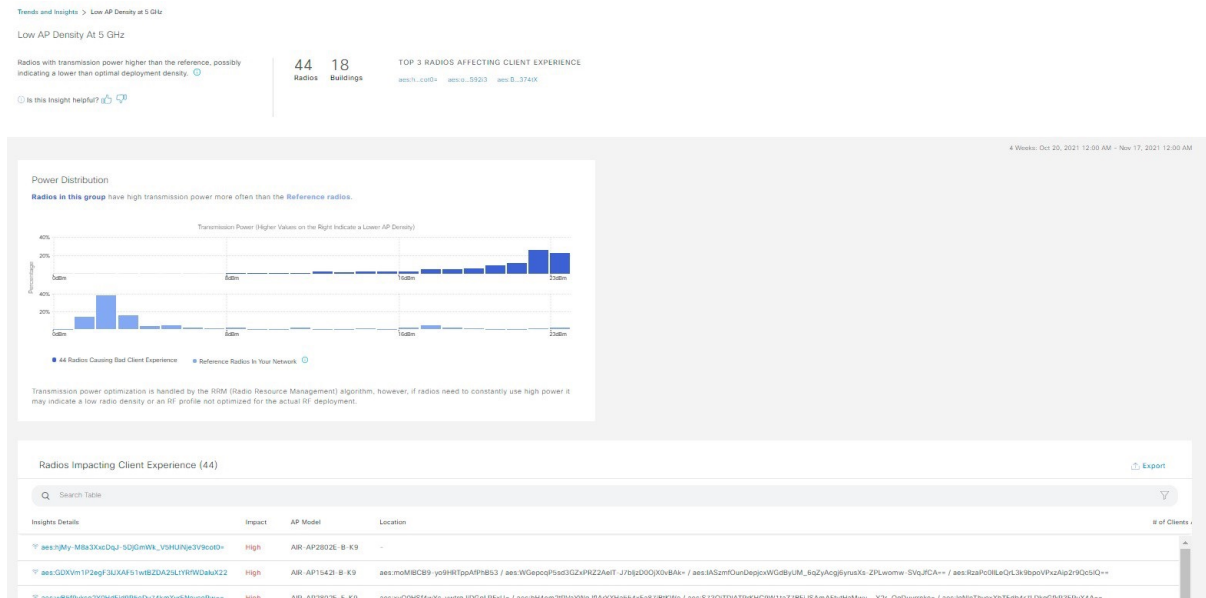 Trends and Insights > Low AP Density at 5 GHz
Low AP Density At 5 GHz
Radios with transmission power higher than the reference, possibly
indicating a lower than optimal deployment density.
Is this Insight helpful?
44 18
Radios Buildings
TOP 3 RADIOS AFFECTING CLIENT EXPERIENCE
4 Weeks: Oct 20, 2021 12:00 AM - Nov 17, 2021 12:00 AM
Power Distribution
Radios in this group have high transmission power more often than the Reference radios.
Transmission Power (Higher Values on the Right Indicate a Lower AP Density)
Percentage
40%
20%
0dBm 8dBm 16dBm 23dBm
40%
20%
0dBm 8dBm 16dBm 23dBm
44 Radios Causing Bad Client Experience Reference Radios In Your Network
Transmission power optimization is handled by the RRM (Radio Resource Management) algorithm, however, if radios need to constantly use high power it
may indicate a low radio density or an RF profile not optimized for the actual RF deployment.
Radios Impacting Client Experience (44)
Export
Search Table
Insights Details Impact AP Model Location # of Clients
High AIR-AP2802E-B-K9 -
High AIR-AP1542I-B-K9
High AIR-AP2802E-B-K9